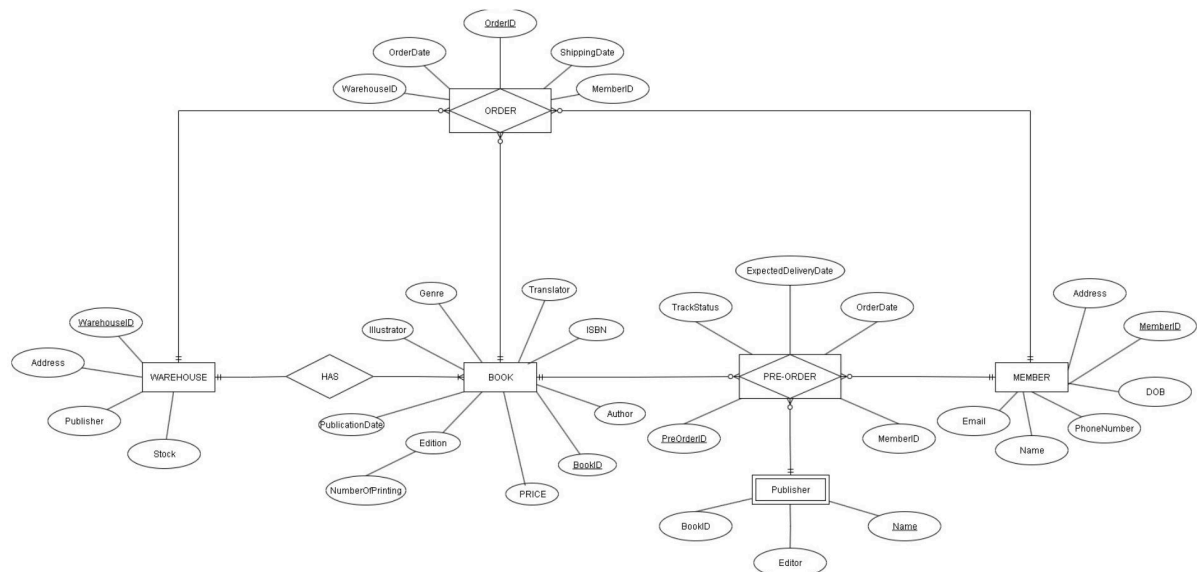 OrderID
OrderDate
ShippingDate
WarehouseID
MemberID
ORDER
ExpectedDeliveryDate
Genre
Translator
TrackStatus
OrderDate
Address
WarehouseID
Illustrator
ISBN
MemberID
Address
WAREHOUSE
HAS
BOOK
PRE-ORDER
MEMBER
DOB
Publisher
PublicationDate
Author
Email
PhoneNumber
Stock
Edition
BookID
PreOrderID
MemberID
Name
NumberOfPrinting
PRICE
Publisher
BookID
Name
Editor